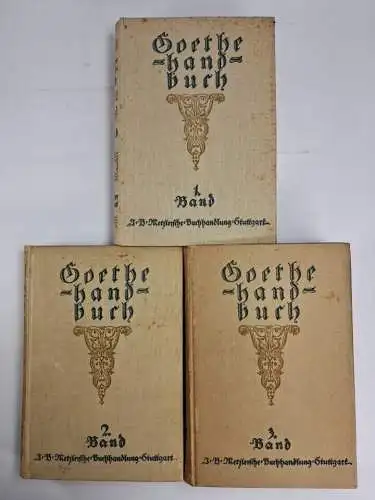 Goethe
-hand-
buch
1.
Band
J·B·Metzlersche·Buchhandlung·Stuttgart
Goethe
-hand-
buch
2.
Band
J·B·Metzlersche·Buchhandlung·Stuttgart
Goethe
-hand-
buch
3.
Band
J·B·Metzlersche·Buchhandlung·Stuttgart